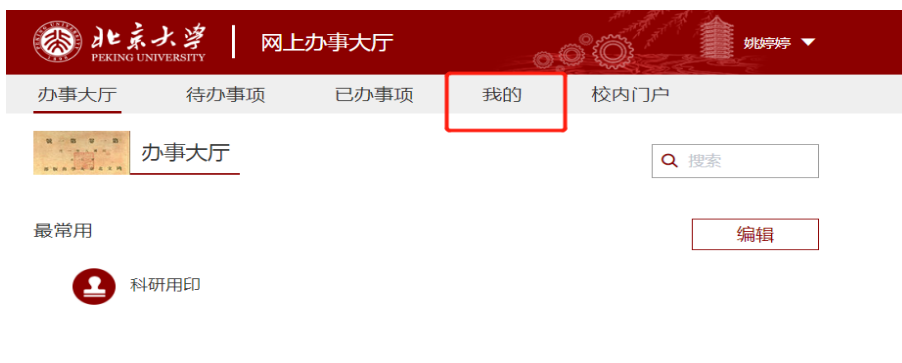 北京大学
PEKING UNIVERSITY
网上办事大厅
姚婷婷
办事大厅 待办事项 已办事项 我的 校内门户
办事大厅
搜索
最常用
编辑
科研用印